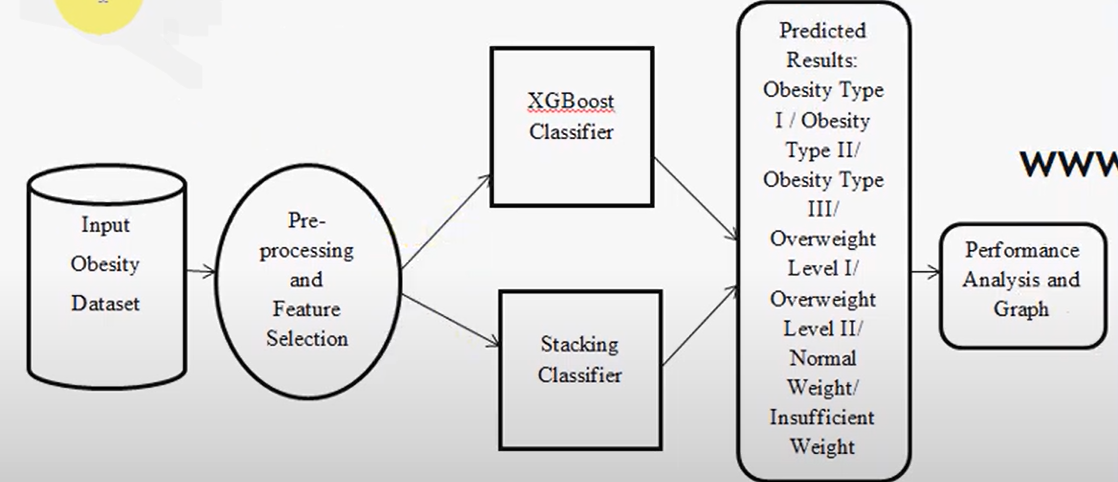 Input
Obesity
Dataset
Pre-
processing
and
Feature
Selection
XGBoost
Classifier
Stacking
Classifier
Predicted
Results:
Obesity Type
I / Obesity
Type II/
Obesity Type
III/
Overweight
Level I/
Overweight
Level II/
Normal
Weight/
Insufficient
Weight
www
Performance
Analysis and
Graph